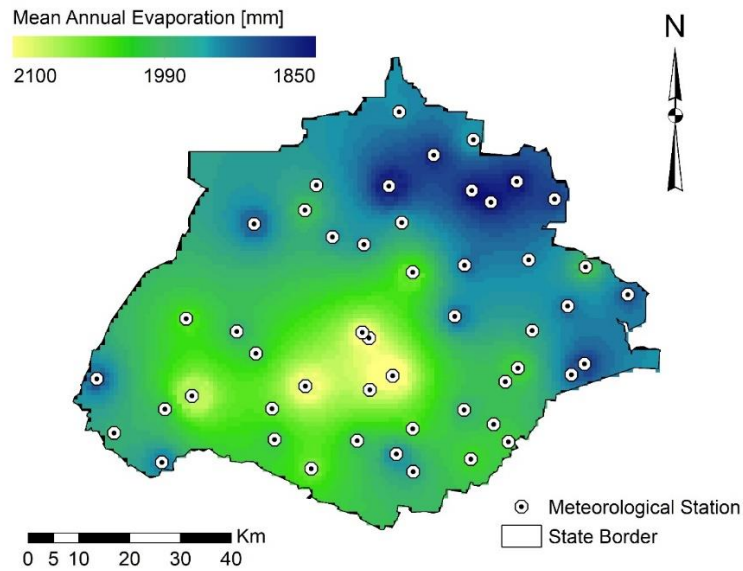 Mean Annual Evaporation [mm]
2100 1990 1850
N
Km
0 5 10 20 30 40
Meteorological Station
State Border